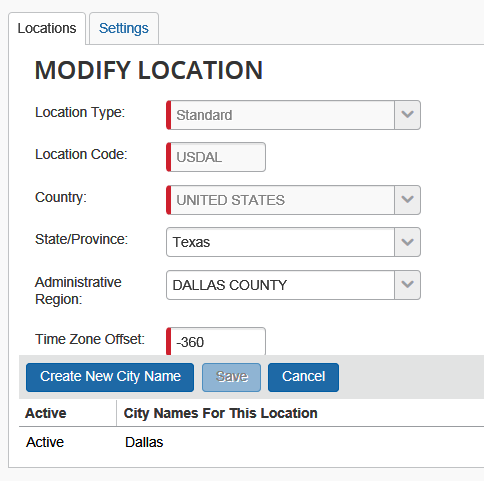 Locations Settings
MODIFY LOCATION
Location Type: Standard
Location Code: USDAL
Country: UNITED STATES
State/Province: Texas
Administrative
Region: DALLAS COUNTY
Time Zone Offset: -360
Create New City Name Save Cancel
Active City Names For This Location
Active Dallas